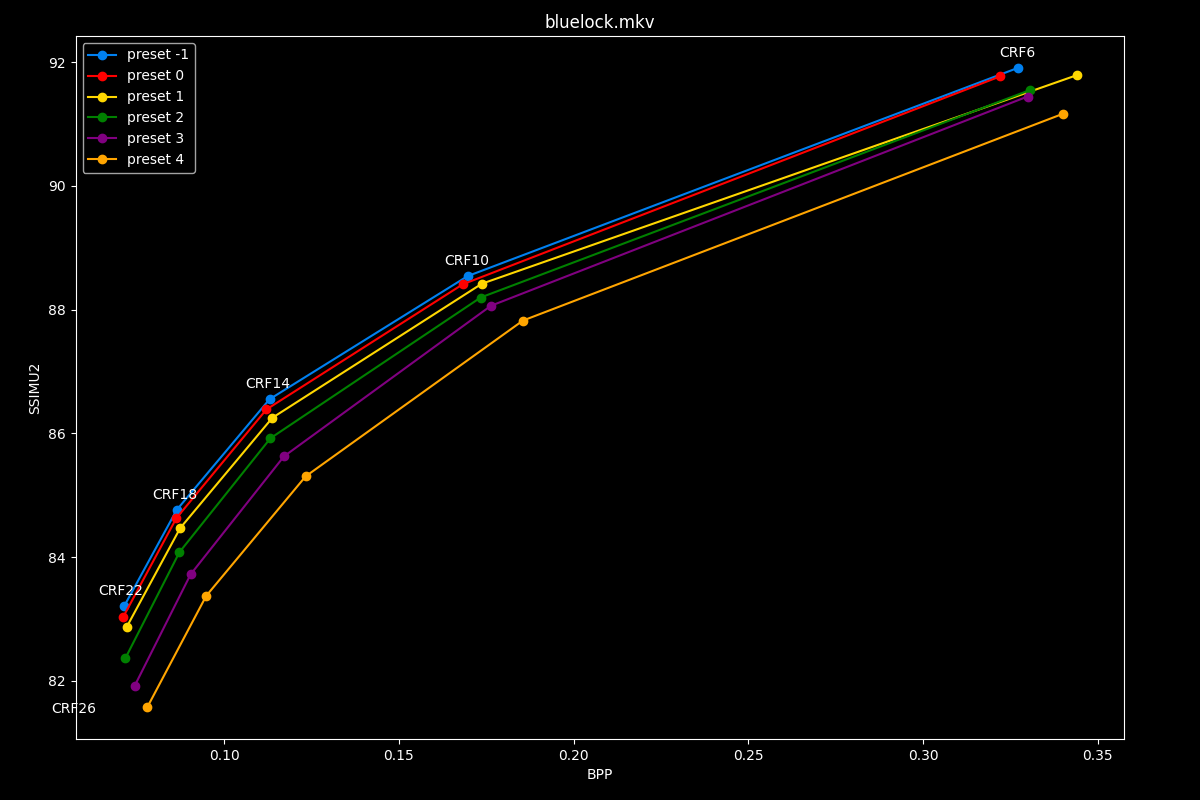 bluelock.mkv
preset -1
preset 0
preset 1
preset 2
preset 3
preset 4
CRF6
CRF10
CRF14
CRF18
CRF22
CRF26
92
90
88
86
84
82
SSIMU2
0.10 0.15 0.20 0.25 0.30 0.35
BPP